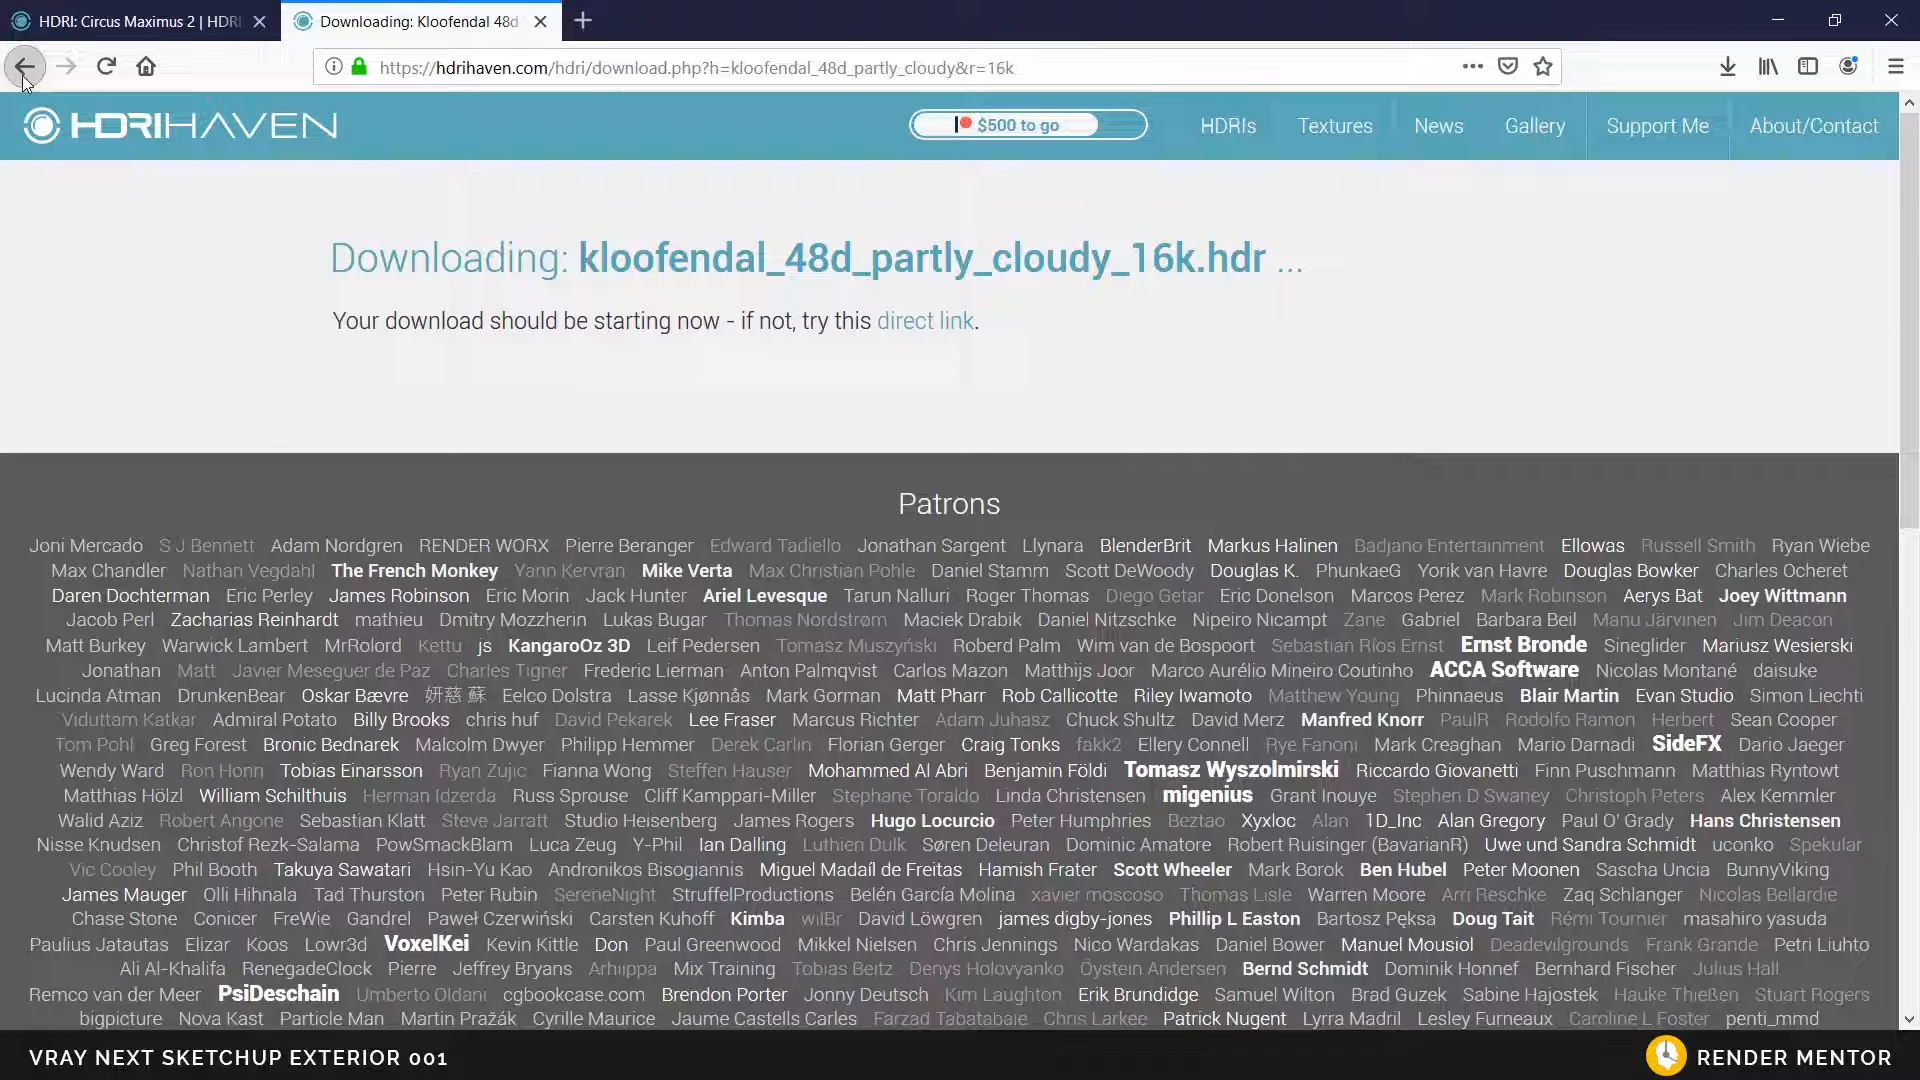 HDRI: Circus Maximus 2 | HDRI
Downloading: Kloofendal 48d
https://hdrihaven.com/hdri/download.php?h=kloofendal_48d_partly_cloudy&r=16k
HDRIHAVEN
$500 to go
HDRIs
Textures
News
Gallery
Support Me
About/Contact
Downloading: kloofendal_48d_partly_cloudy_16k.hdr ...
Your download should be starting now - if not, try this direct link.
Patrons
Joni Mercado S J Bennett Adam Nordgren RENDER WORX Pierre Beranger Edward Tadiello Jonathan Sargent Llynara BlenderBrit Markus Halinen Badjano Entertainment Ellowas Russell Smith Ryan Wiebe
Max Chandler Nathan Vegdahl The French Monkey Yann Kervran Mike Verta Max Christian Pohle Daniel Stamm Scott DeWoody Douglas K. PhunkaeG Yorik van Havre Douglas Bowker Charles Ocheret
Daren Dochterman Eric Perley James Robinson Eric Morin Jack Hunter Ariel Levesque Tarun Nalluri Roger Thomas Diego Getar Eric Donelson Marcos Perez Mark Robinson Aerys Bat Joey Wittmann
Jacob Perl Zacharias Reinhardt mathieu Dmitry Mozzherin Lukas Bugar Thomas Nordstrøm Maciek Drabik Daniel Nitzschke Nipeiro Nicampt Zane Gabriel Barbara Beil Manu Järvinen Jim Deacon
Matt Burkey Warwick Lambert MrRolord Kettu js KangaroOz 3D Leif Pedersen Tomasz Muszyński Roberd Palm Wim van de Bospoort Sebastian Ríos Ernst Ernst Bronde Sineglider Mariusz Wesierski
Jonathan Matt Javier Meseguer de Paz Charles Tigner Frederic Lierman Anton Palmqvist Carlos Mazon Matthijs Joor Marco Aurélio Mineiro Coutinho ACCA Software Nicolas Montané daisuke
Lucinda Atman DrunkenBear Oskar Bævre 妍慈 蘇 Eelco Dolstra Lasse Kjønnås Mark Gorman Matt Pharr Rob Callicotte Riley Iwamoto Matthew Young Phinnaeus Blair Martin Evan Studio Simon Liechti
Viduttam Katkar Admiral Potato Billy Brooks chris huf David Pekarek Lee Fraser Marcus Richter Adam Juhasz Chuck Shultz David Merz Manfred Knorr PaulR Rodolfo Ramon Herbert Sean Cooper
Tom Pohl Greg Forest Bronic Bednarek Malcolm Dwyer Philipp Hemmer Derek Carlin Florian Gerger Craig Tonks fakk2 Ellery Connell Rye Fanoni Mark Creaghan Mario Darnadi SideFX Dario Jaeger
Wendy Ward Ron Honn Tobias Einarsson Ryan Zujic Fianna Wong Steffen Hauser Mohammed Al Abri Benjamin Földi Tomasz Wyszolmirski Riccardo Giovanetti Finn Puschmann Matthias Ryntowt
Matthias Hölzl William Schilthuis Herman Idzerda Russ Sprouse Cliff Kamppari-Miller Stephane Toraldo Linda Christensen migenius Grant Inouye Stephen D Swaney Christoph Peters Alex Kemmler
Walid Aziz Robert Angone Sebastian Klatt Steve Jarratt Studio Heisenberg James Rogers Hugo Locurcio Peter Humphries Beztao Xyxloc Alan 1D_Inc Alan Gregory Paul O' Grady Hans Christensen
Nisse Knudsen Christof Rezk-Salama PowSmackBlam Luca Zeug Y-Phil Ian Dalling Luthien Dulk Søren Deleuran Dominic Amatore Robert Ruisinger (BavarianR) Uwe und Sandra Schmidt uconko Spekular
Vic Cooley Phil Booth Takuya Sawatari Hsin-Yu Kao Andronikos Bisogiannis Miguel Madaíl de Freitas Hamish Frater Scott Wheeler Mark Borok Ben Hubel Peter Moonen Sascha Uncia BunnyViking
James Mauger Olli Hihnala Tad Thurston Peter Rubin SereneNight StruffelProductions Belén García Molina xavier moscoso Thomas Lisle Warren Moore Arri Reschke Zaq Schlanger Nicolas Bellardie
Chase Stone Conicer FreWie Gandrel Paweł Czerwiński Carsten Kuhoff Kimba wilBr David Löwgren james digby-jones Phillip L Easton Bartosz Pęksa Doug Tait Rémi Tournier masahiro yasuda
Paulius Jatautas Elizar Koos Lowr3d VoxelKei Kevin Kittle Don Paul Greenwood Mikkel Nielsen Chris Jennings Nico Wardakas Daniel Bower Manuel Mousiol Deadevilgrounds Frank Grande Petri Liuhto
Ali Al-Khalifa RenegadeClock Pierre Jeffrey Bryans Arhiippa Mix Training Tobias Beitz Denys Holovyanko Öystein Andersen Bernd Schmidt Dominik Honnef Bernhard Fischer Julius Hall
Remco van der Meer PsiDeschain Umberto Oldani cgbookcase.com Brendon Porter Jonny Deutsch Kim Laughton Erik Brundidge Samuel Wilton Brad Guzek Sabine Hajostek Hauke Thießen Stuart Rogers
bigpicture Nova Kast Particle Man Martin Pražák Cyrille Maurice Jaume Castells Carles Farzad Tabatabaie Chris Larkee Patrick Nugent Lyrra Madril Lesley Furneaux Caroline L Foster penti_mmd
VRAY NEXT SKETCHUP EXTERIOR 001
RENDER MENTOR